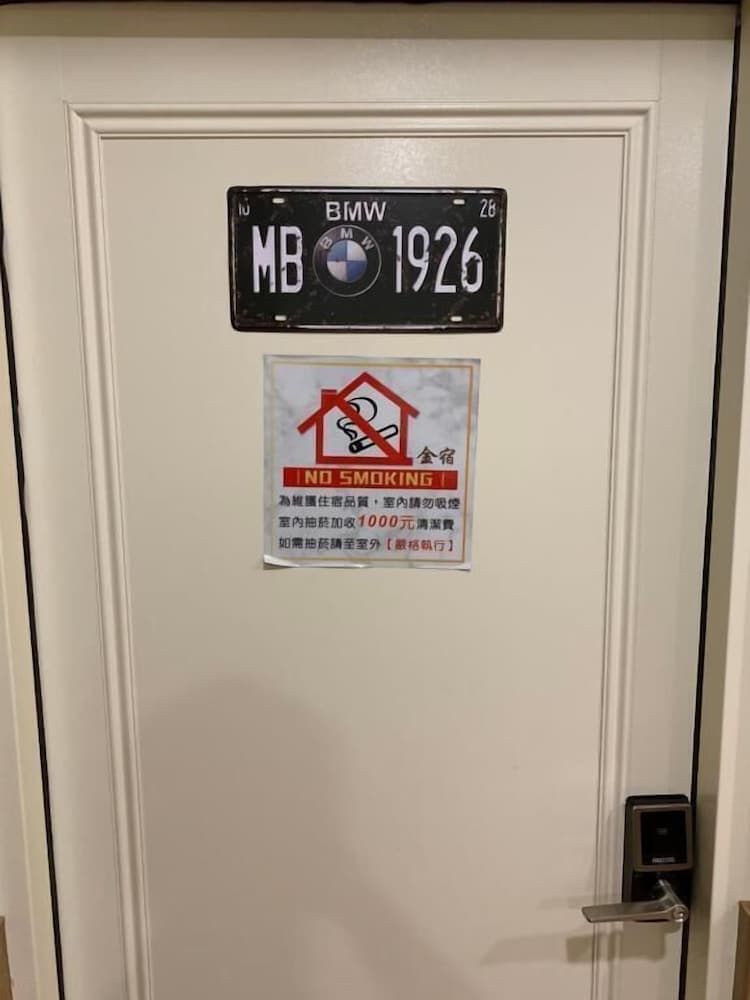 10 BMW 28
MB BMW 1926
金宿
NO SMOKING
為維護住宿品質，室內請勿吸煙
室內抽菸加收1000元清潔費
如需抽菸請至室外【嚴格執行】